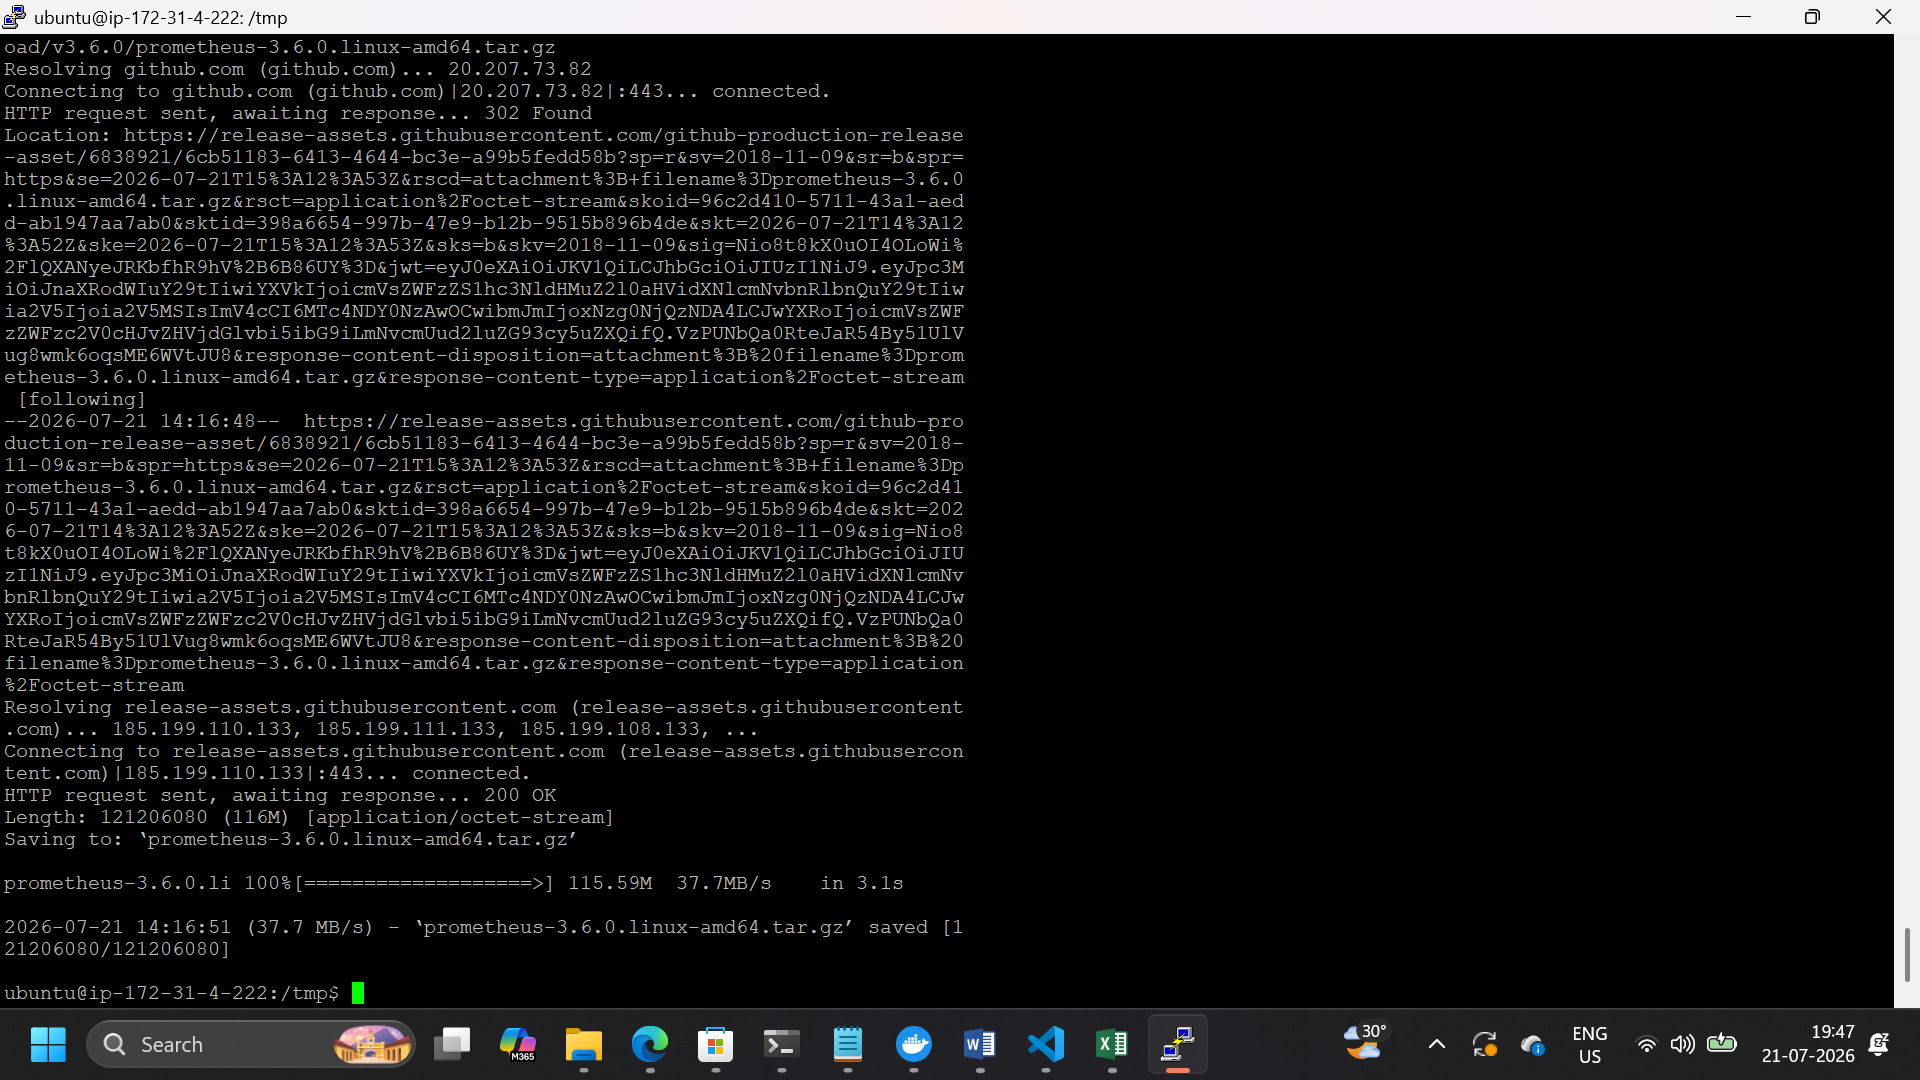 ubuntu@ip-172-31-4-222: /tmp
oad/v3.6.0/prometheus-3.6.0.linux-amd64.tar.gz
Resolving github.com (github.com)... 20.207.73.82
Connecting to github.com (github.com)|20.207.73.82|:443... connected.
HTTP request sent, awaiting response... 302 Found
Location: https://release-assets.githubusercontent.com/github-production-release
-asset/6838921/6cb51183-6413-4644-bc3e-a99b5fedd58b?sp=r&sv=2018-11-09&sr=b&spr=
https&se=2026-07-21T15%3A12%3A53Z&rscd=attachment%3B+filename%3Dprometheus-3.6.0
.linux-amd64.tar.gz&rsct=application%2Foctet-stream&skoid=96c2d410-5711-43a1-aed
d-ab1947aa7ab0&sktid=398a6654-997b-47e9-b12b-9515b896b4de&skt=2026-07-21T14%3A12
%3A52Z&ske=2026-07-21T15%3A12%3A53Z&sks=b&skv=2018-11-09&sig=Nio8t8kX0uOI4OLoWi%
2FlQXANyeJRKbfhR9hV%2B6B86UY%3D&jwt=eyJ0eXAiOiJKV1QiLCJhbGciOiJIUzI1NiJ9.eyJpc3M
iOiJnaXRodWIuY29tIiwiYXVkIjoicmVsZWFzZS1hc3NldHMuZ2l0aHVidXNlcmNvbnRlbnQuY29tIiw
ia2V5Ijoia2V5MSIsImV4cCI6MTc4NDY0NzAwOCwibmJmIjoxNzg0NjQzNDA4LCJwYXRoIjoicmVsZWF
zZWFzc2V0cHJvZHVjdGlvbi5ibG9iLmNvcmUud2luZG93cy5uZXQifQ.VzPUNbQa0RteJaR54By51UlV
ug8wmk6oqsME6WVtJU8&response-content-disposition=attachment%3B%20filename%3Dprom
etheus-3.6.0.linux-amd64.tar.gz&response-content-type=application%2Foctet-stream
[following]
--2026-07-21 14:16:48--  https://release-assets.githubusercontent.com/github-pro
duction-release-asset/6838921/6cb51183-6413-4644-bc3e-a99b5fedd58b?sp=r&sv=2018-
11-09&sr=b&spr=https&se=2026-07-21T15%3A12%3A53Z&rscd=attachment%3B+filename%3Dp
rometheus-3.6.0.linux-amd64.tar.gz&rsct=application%2Foctet-stream&skoid=96c2d41
0-5711-43a1-aedd-ab1947aa7ab0&sktid=398a6654-997b-47e9-b12b-9515b896b4de&skt=202
6-07-21T14%3A12%3A52Z&ske=2026-07-21T15%3A12%3A53Z&sks=b&skv=2018-11-09&sig=Nio8
t8kX0uOI4OLoWi%2FlQXANyeJRKbfhR9hV%2B6B86UY%3D&jwt=eyJ0eXAiOiJKV1QiLCJhbGciOiJIU
zI1NiJ9.eyJpc3MiOiJnaXRodWIuY29tIiwiYXVkIjoicmVsZWFzZS1hc3NldHMuZ2l0aHVidXNlcmNv
bnRlbnQuY29tIiwia2V5Ijoia2V5MSIsImV4cCI6MTc4NDY0NzAwOCwibmJmIjoxNzg0NjQzNDA4LCJw
YXRoIjoicmVsZWFzZWFzc2V0cHJvZHVjdGlvbi5ibG9iLmNvcmUud2luZG93cy5uZXQifQ.VzPUNbQa0
RteJaR54By51UlVug8wmk6oqsME6WVtJU8&response-content-disposition=attachment%3B%20
filename%3Dprometheus-3.6.0.linux-amd64.tar.gz&response-content-type=application
%2Foctet-stream
Resolving release-assets.githubusercontent.com (release-assets.githubusercontent
.com)... 185.199.110.133, 185.199.111.133, 185.199.108.133, ...
Connecting to release-assets.githubusercontent.com (release-assets.githubusercon
tent.com)|185.199.110.133|:443... connected.
HTTP request sent, awaiting response... 200 OK
Length: 121206080 (116M) [application/octet-stream]
Saving to: ‘prometheus-3.6.0.linux-amd64.tar.gz’
prometheus-3.6.0.li 100%[===================>] 115.59M  37.7MB/s    in 3.1s
2026-07-21 14:16:51 (37.7 MB/s) - ‘prometheus-3.6.0.linux-amd64.tar.gz’ saved [1
21206080/121206080]
ubuntu@ip-172-31-4-222:/tmp$
Search
M365
30°
ENG
US
19:47
21-07-2026